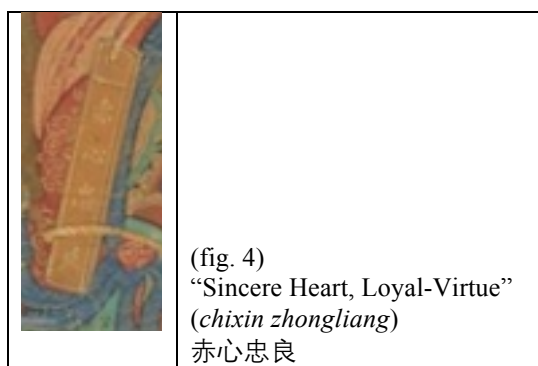 (fig. 4)
“Sincere Heart, Loyal-Virtue”
(chixin zhongliang)
赤心忠良